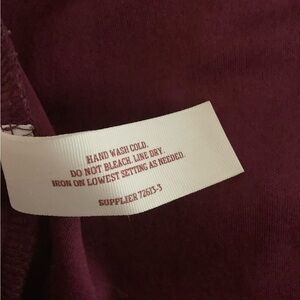 HAND WASH COLD.
DO NOT BLEACH. LINE DRY.
IRON ON LOWEST SETTING AS NEEDED.
SUPPLIER 72613-3